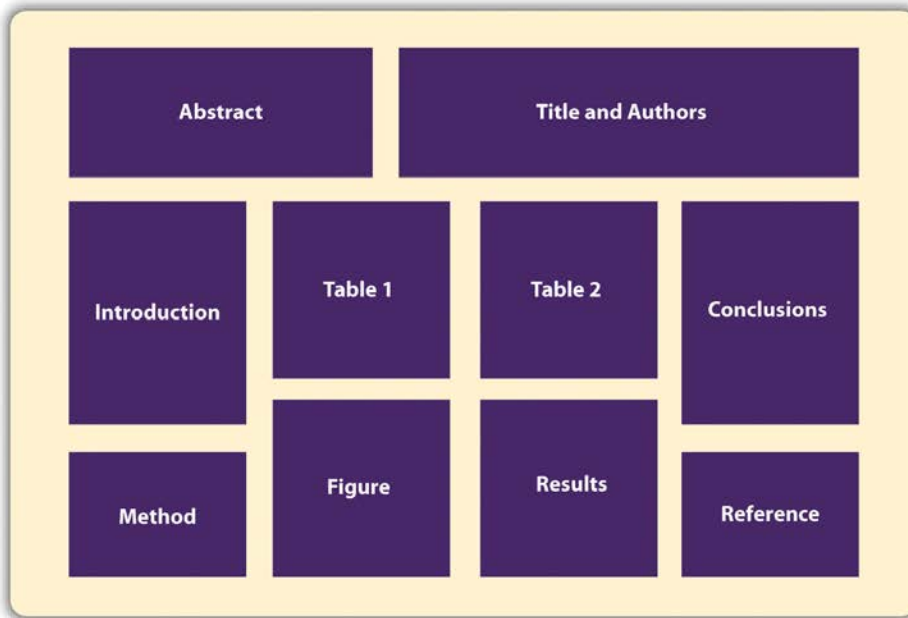 Abstract
Title and Authors
Introduction
Table 1
Table 2
Conclusions
Method
Figure
Results
Reference